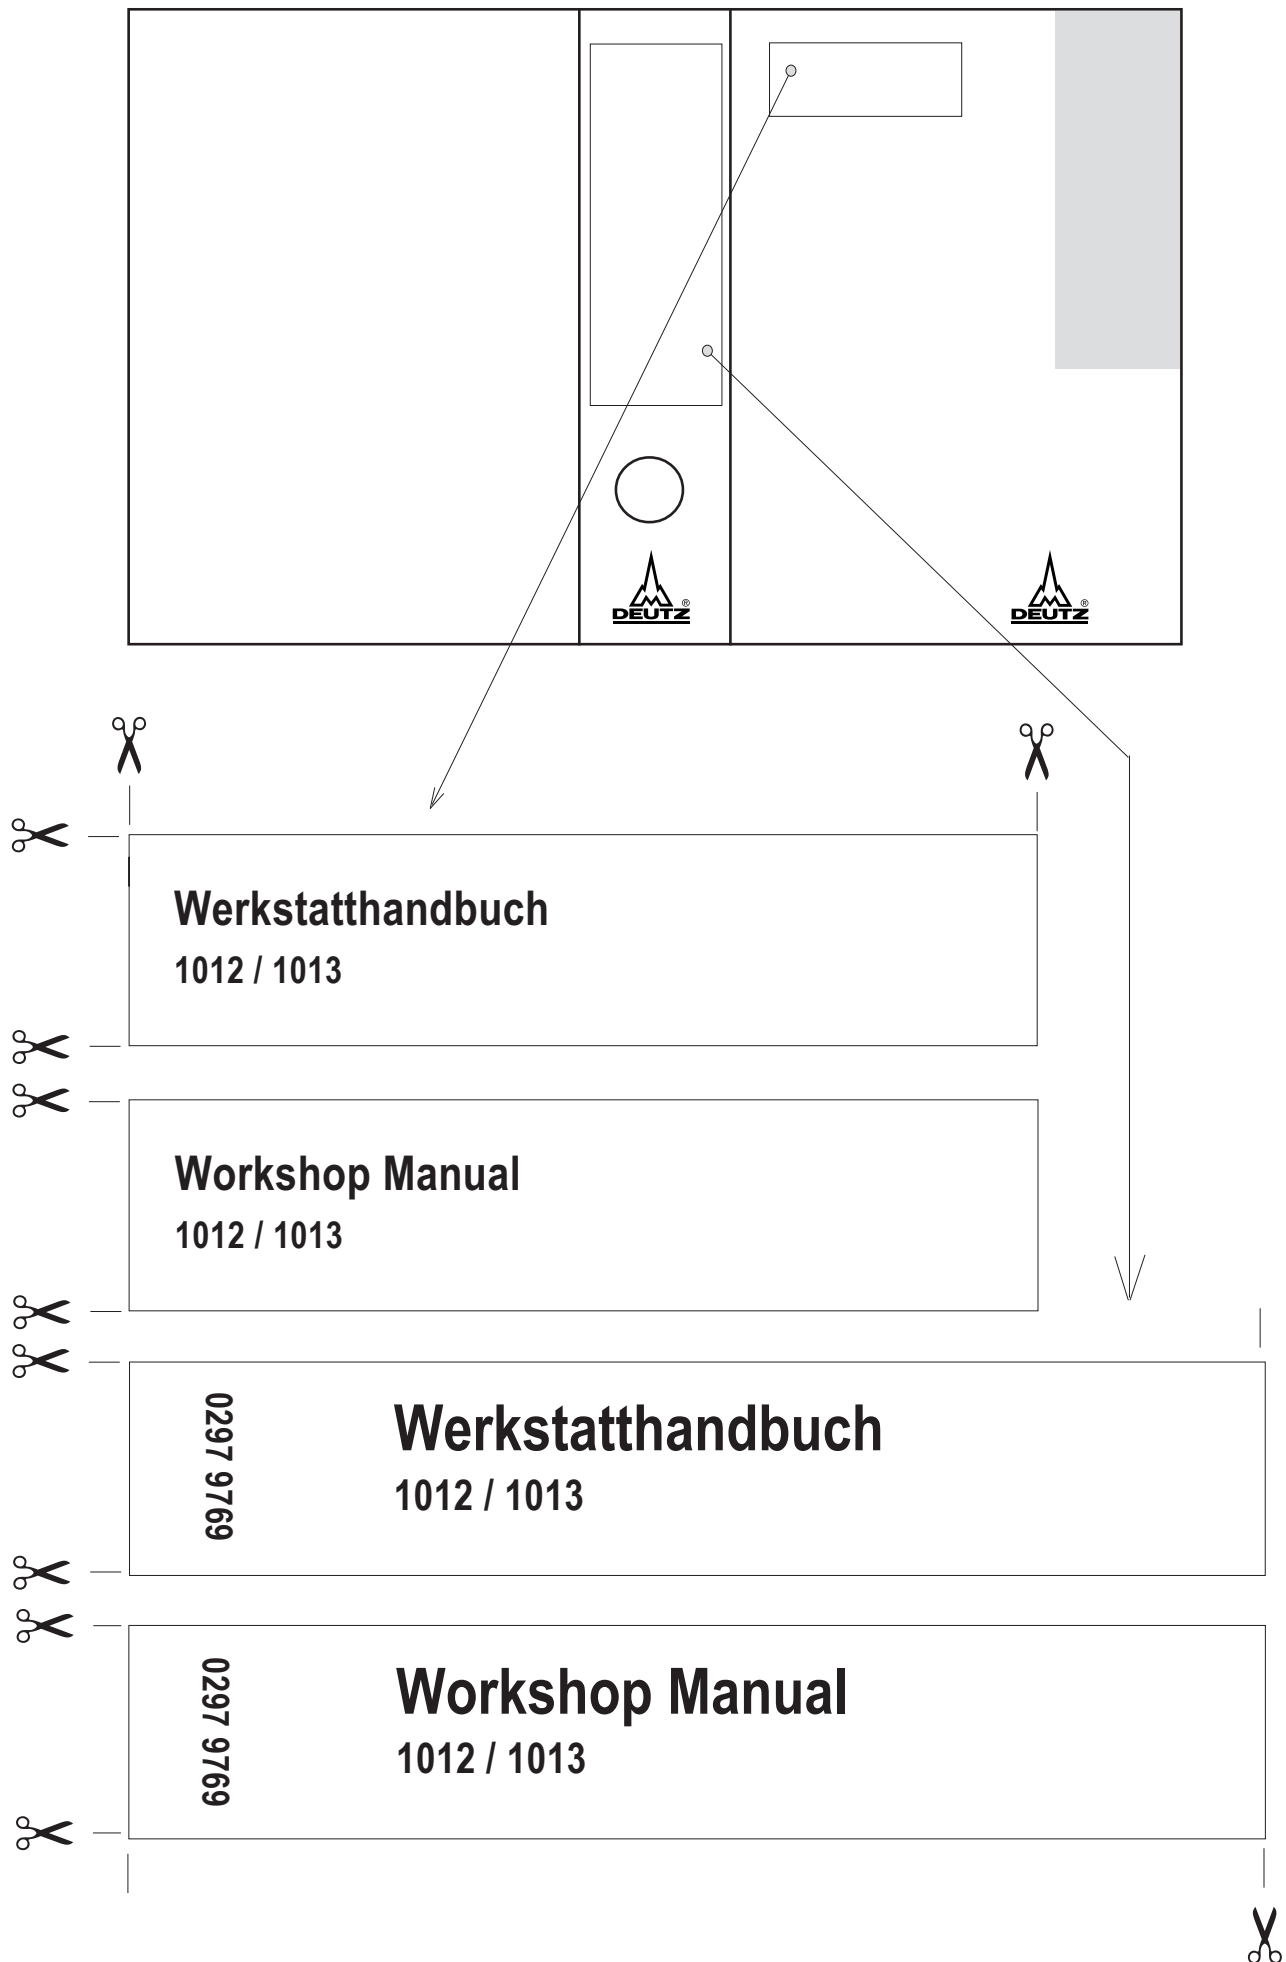 DEUTZ ®
DEUTZ ®
Werkstatthandbuch
1012 / 1013
Workshop Manual
1012 / 1013
0297 9769
Werkstatthandbuch
1012 / 1013
0297 9769
Workshop Manual
1012 / 1013